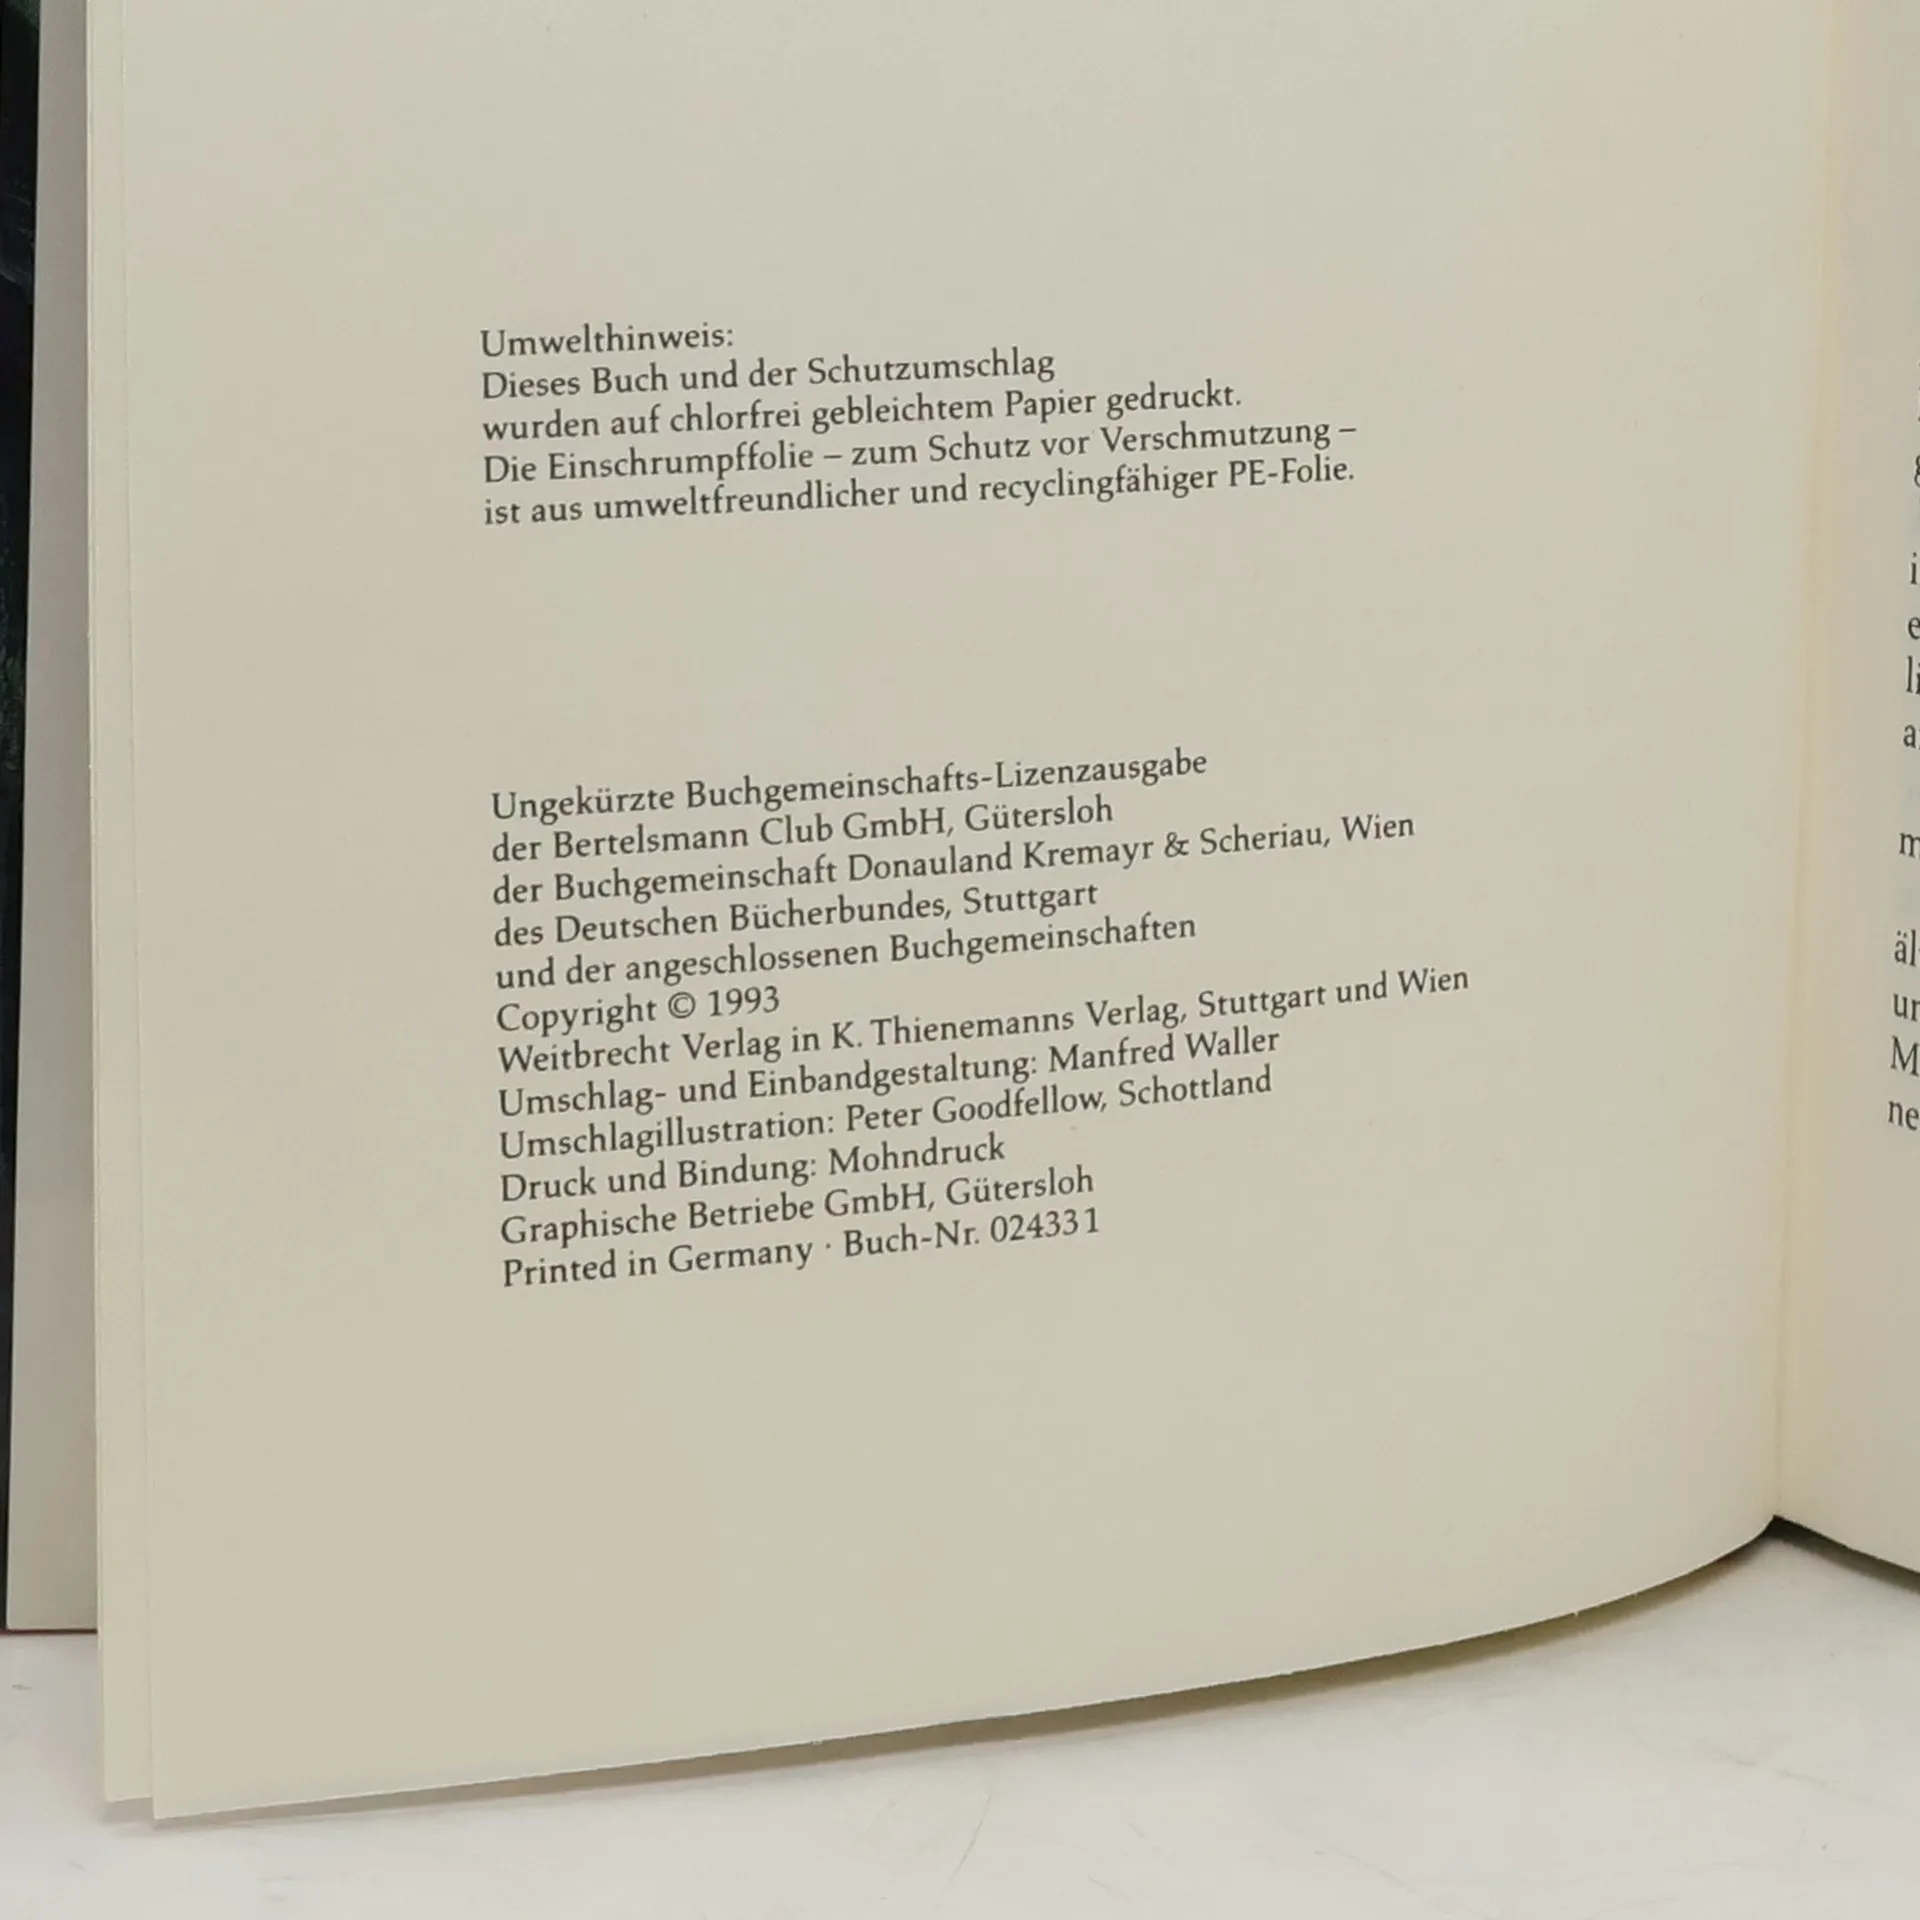 Umwelthinweis:
Dieses Buch und der Schutzumschlag
wurden auf chlorfrei gebleichtem Papier gedruckt.
Die Einschrumpffolie – zum Schutz vor Verschmutzung –
ist aus umweltfreundlicher und recyclingfähiger PE-Folie.
Ungekürzte Buchgemeinschafts-Lizenzausgabe
der Bertelsmann Club GmbH, Gütersloh
der Buchgemeinschaft Donauland Kremayr & Scheriau, Wien
des Deutschen Bücherbundes, Stuttgart
und der angeschlossenen Buchgemeinschaften
Copyright © 1993
Weitbrecht Verlag in K. Thienemanns Verlag, Stuttgart und Wien
Umschlag- und Einbandgestaltung: Manfred Waller
Umschlagillustration: Peter Goodfellow, Schottland
Druck und Bindung: Mohndruck
Graphische Betriebe GmbH, Gütersloh
Printed in Germany · Buch-Nr. 024331